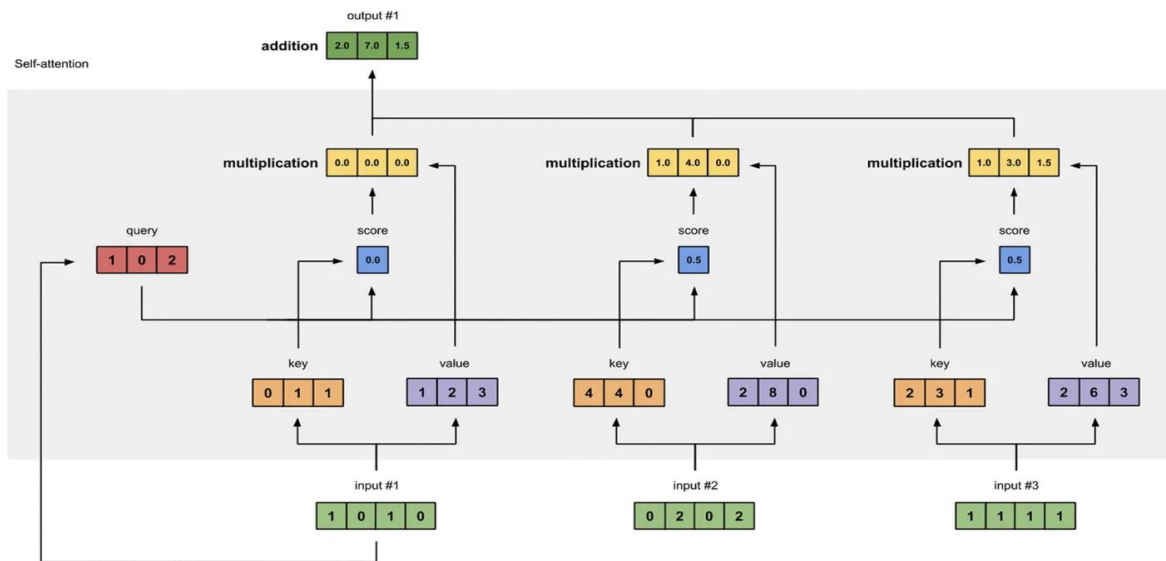 output #1
addition 2.0 7.0 1.5
Self-attention
multiplication 0.0 0.0 0.0 multiplication 1.0 4.0 0.0 multiplication 1.0 3.0 1.5
query score score score
1 0 2 0.0 0.5 0.5
key value key value key value
0 1 1 1 2 3 4 4 0 2 8 0 2 3 1 2 6 3
input #1 input #2 input #3
1 0 1 0 0 2 0 2 1 1 1 1